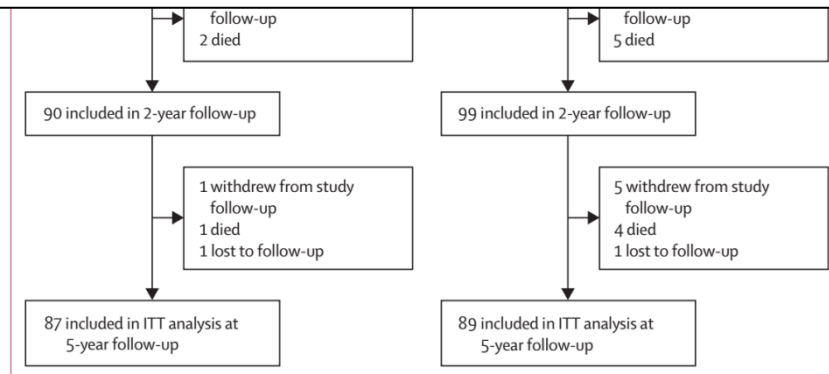 follow-up
2 died
follow-up
5 died
90 included in 2-year follow-up
99 included in 2-year follow-up
1 withdrew from study
follow-up
1 died
1 lost to follow-up
5 withdrew from study
follow-up
4 died
1 lost to follow-up
87 included in ITT analysis at
5-year follow-up
89 included in ITT analysis at
5-year follow-up